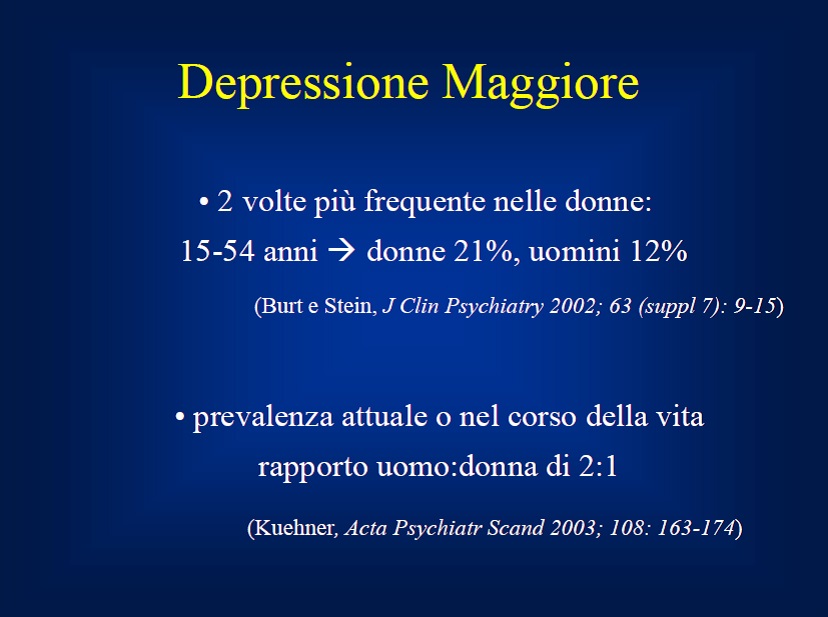 Depressione Maggiore
• 2 volte più frequente nelle donne:
15-54 anni → donne 21%, uomini 12%
(Burt e Stein, J Clin Psychiatry 2002; 63 (suppl 7): 9-15)
• prevalenza attuale o nel corso della vita
rapporto uomo:donna di 2:1
(Kuehner, Acta Psychiatr Scand 2003; 108: 163-174)